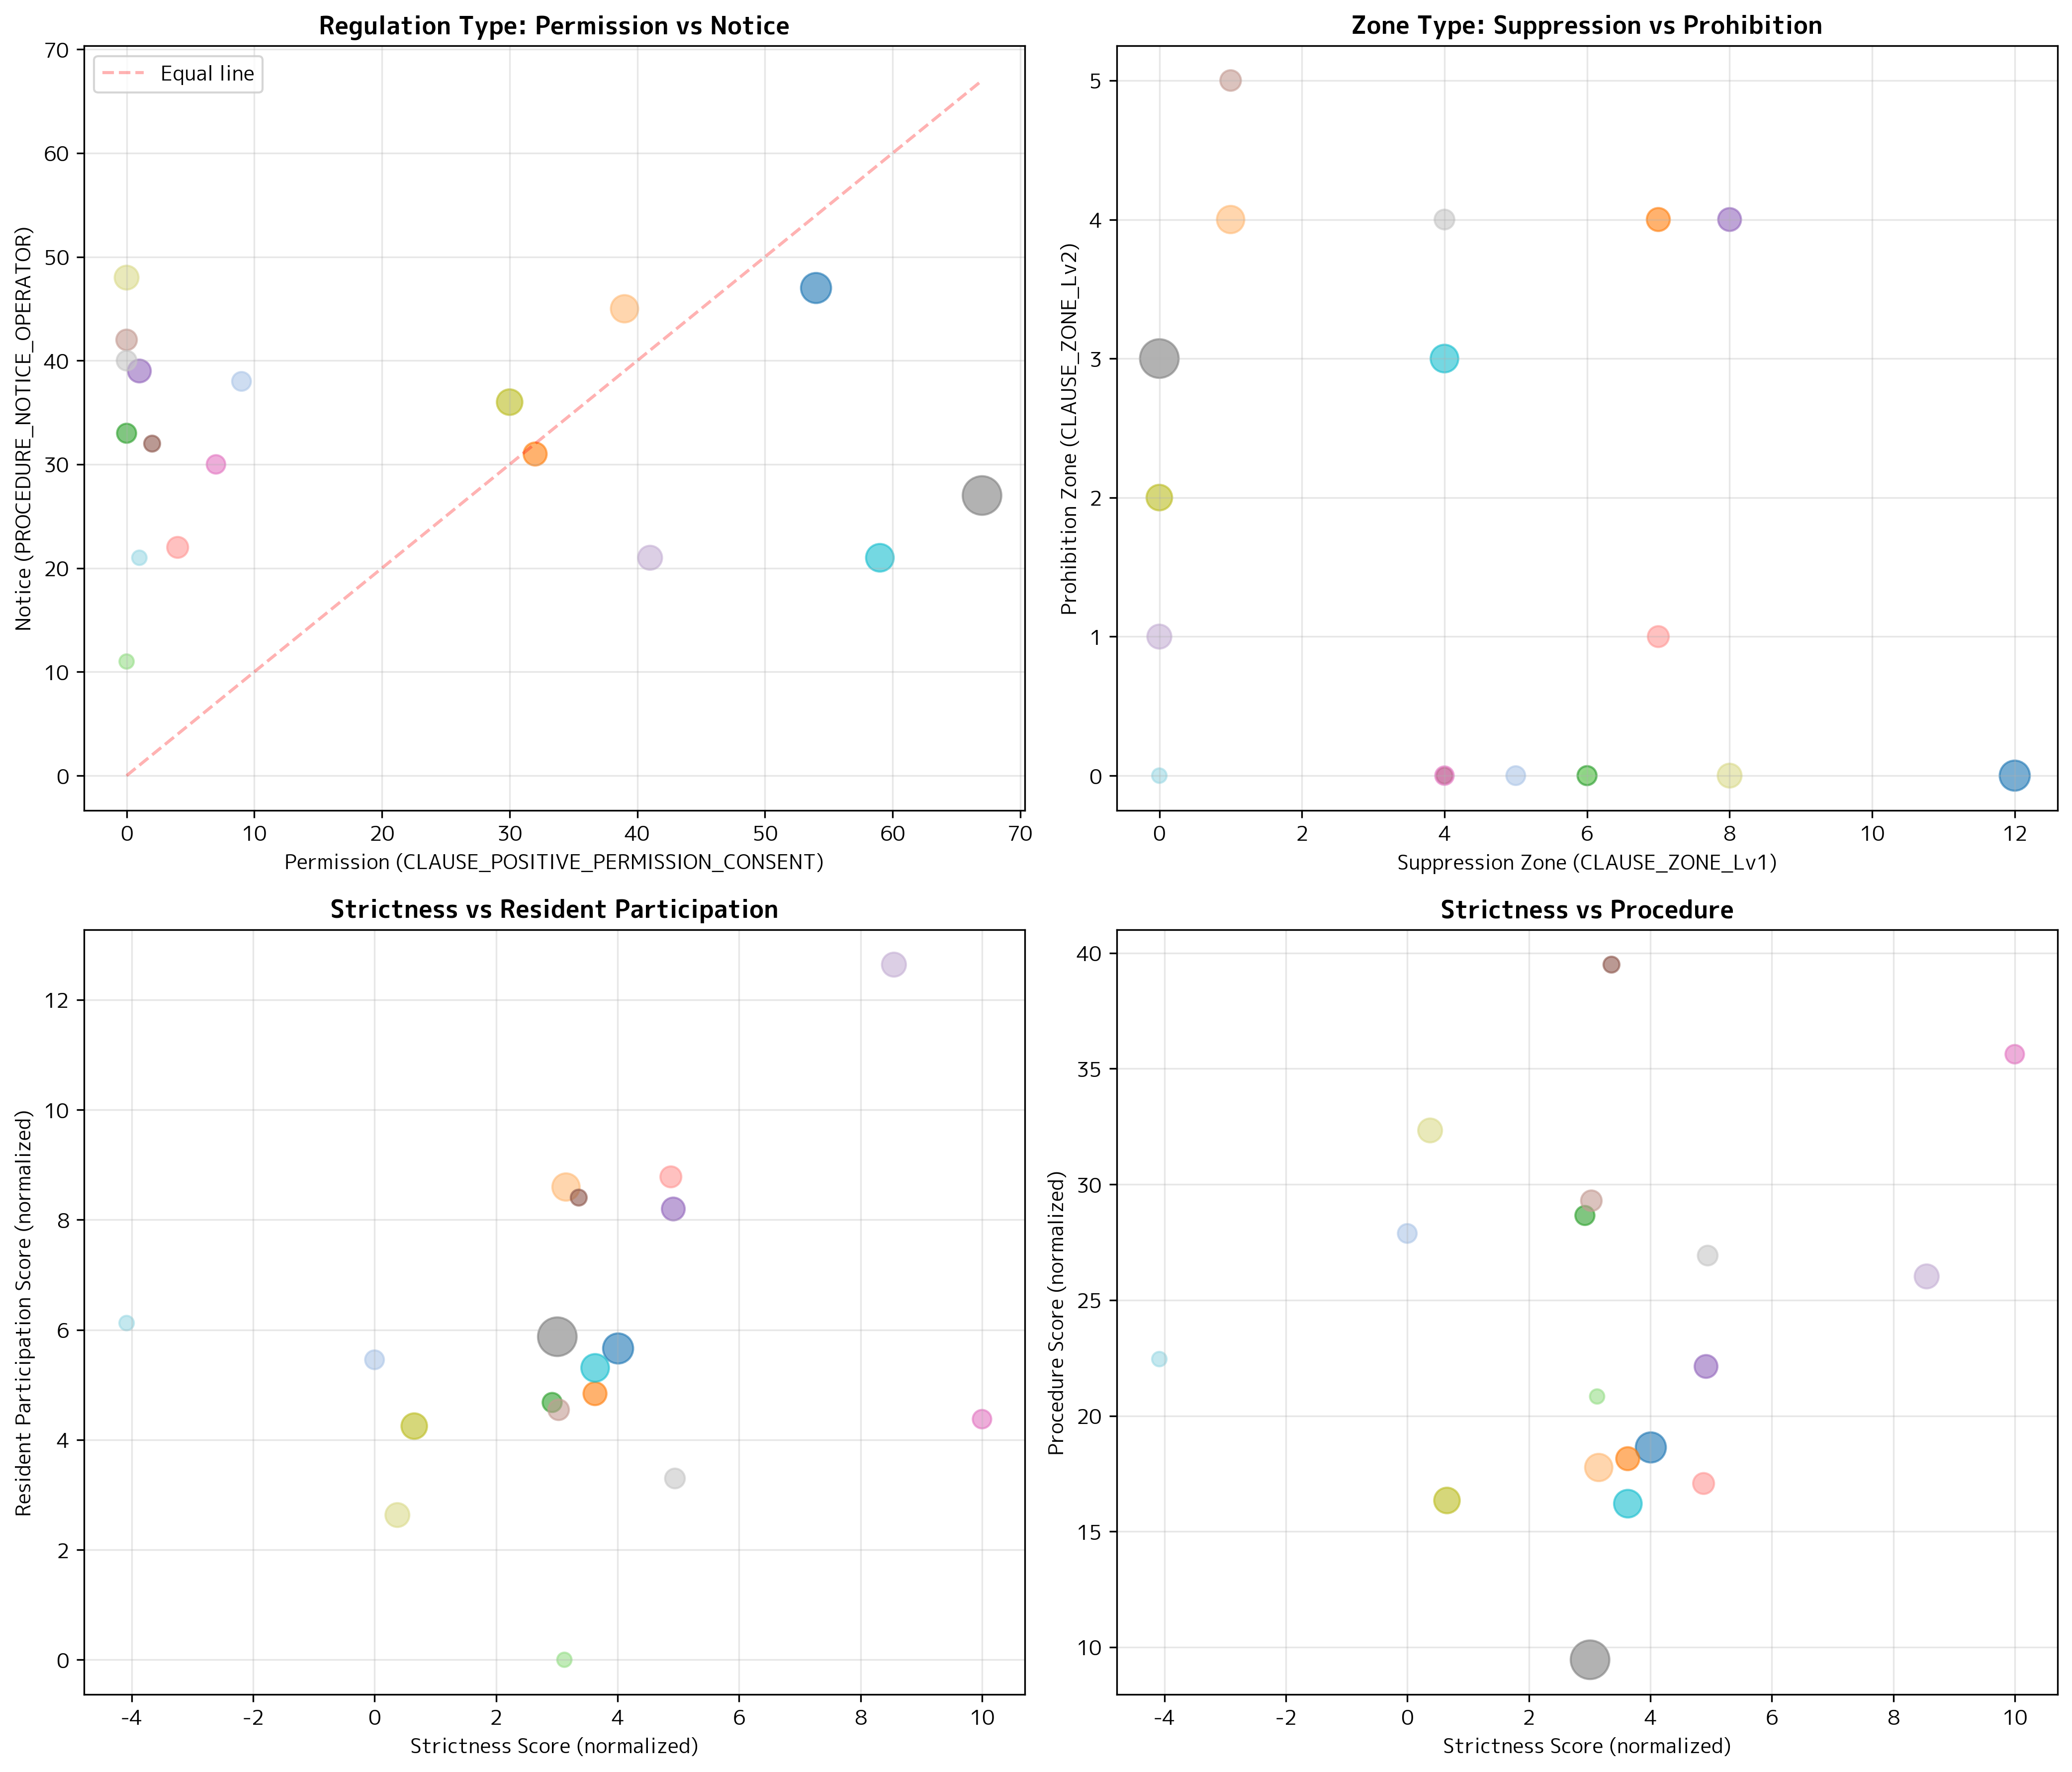 Regulation Type: Permission vs Notice
Equal line
70
60
50
40
30
20
10
0
Notice (PROCEDURE_NOTICE_OPERATOR)
0 10 20 30 40 50 60 70
Permission (CLAUSE_POSITIVE_PERMISSION_CONSENT)
Zone Type: Suppression vs Prohibition
5
4
3
2
1
0
Prohibition Zone (CLAUSE_ZONE_Lv2)
0 2 4 6 8 10 12
Suppression Zone (CLAUSE_ZONE_Lv1)
Strictness vs Resident Participation
12
10
8
6
4
2
0
Resident Participation Score (normalized)
-4 -2 0 2 4 6 8 10
Strictness Score (normalized)
Strictness vs Procedure
40
35
30
25
20
15
10
Procedure Score (normalized)
-4 -2 0 2 4 6 8 10
Strictness Score (normalized)